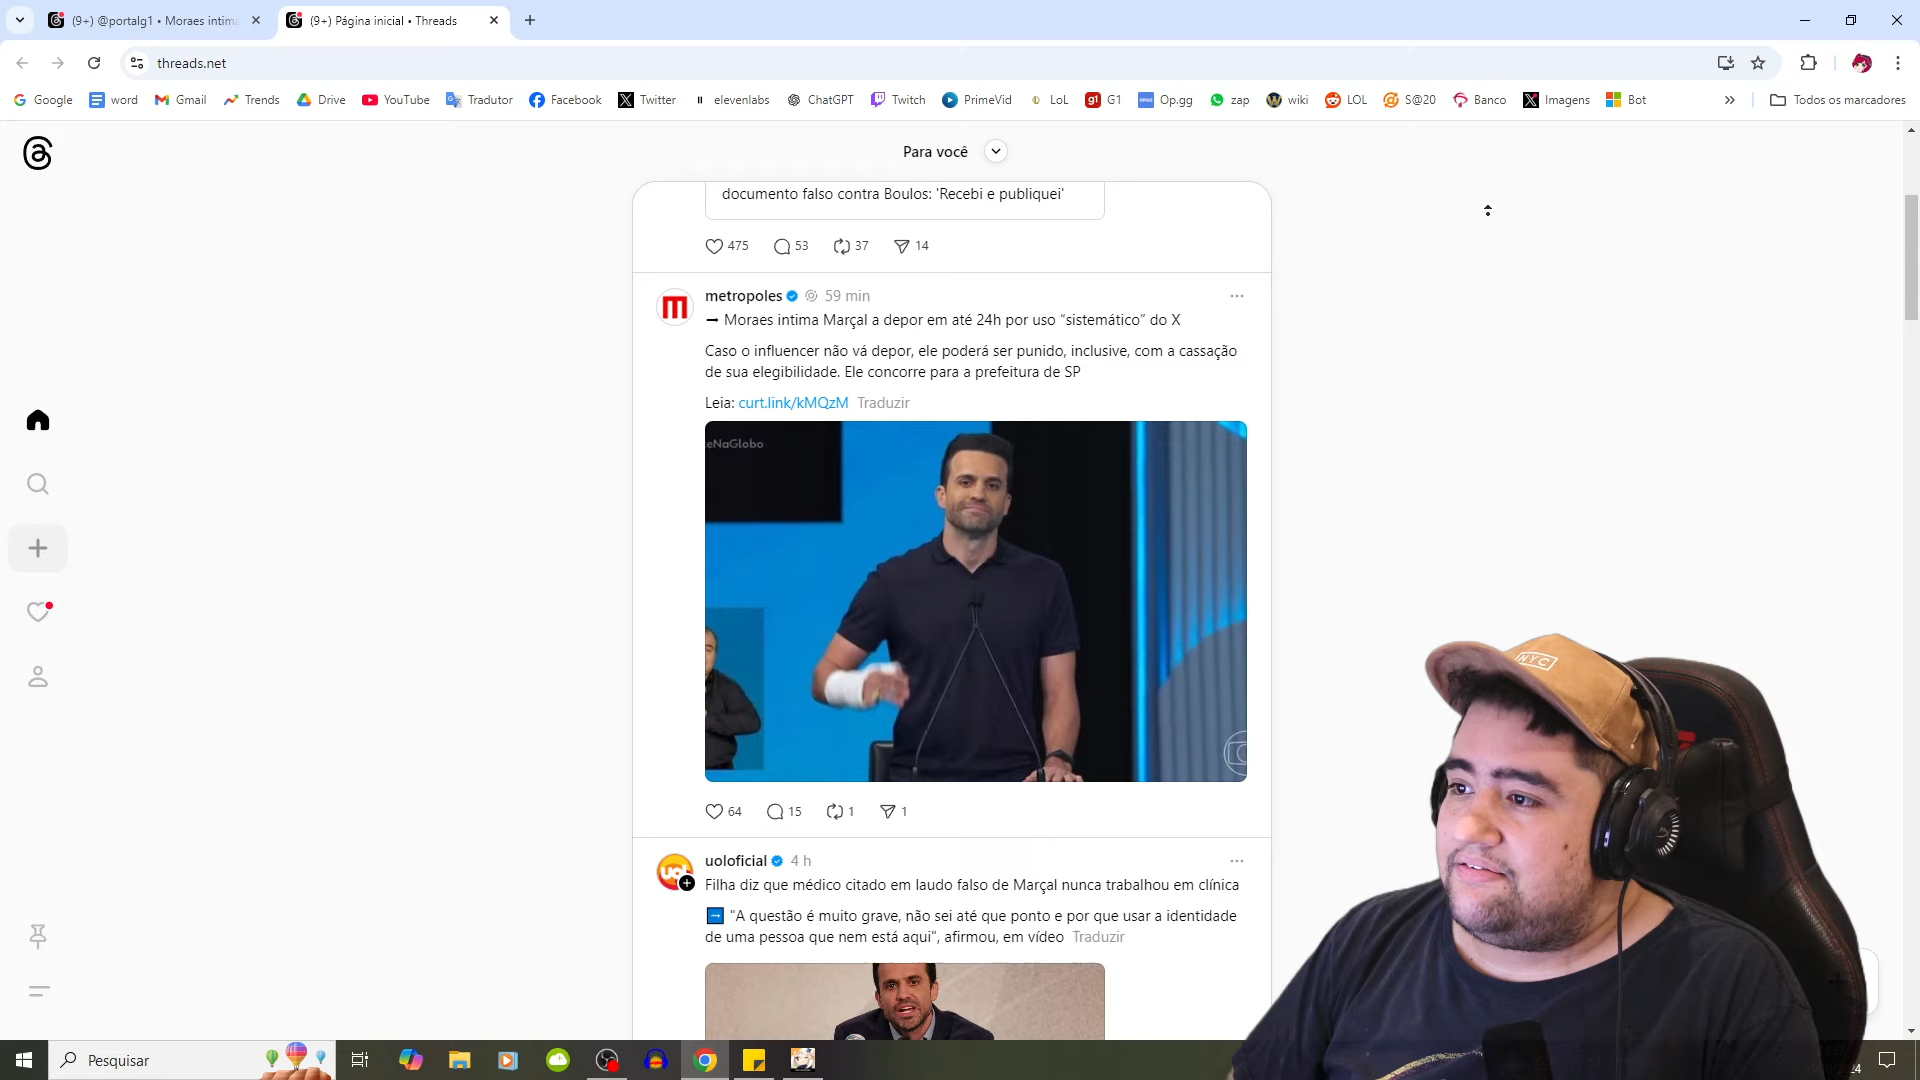 (9+) @portalg1 • Moraes intima
(9+) Página inicial • Threads
threads.net
Google word Gmail Trends Drive YouTube Tradutor Facebook Twitter elevenlabs ChatGPT Twitch PrimeVid LoL G1 Op.gg zap wiki LOL S@20 Banco Imagens Bot Todos os marcadores
Para você
documento falso contra Boulos: 'Recebi e publiquei'
475 53 37 14
metropoles 59 min
➞ Moraes intima Marçal a depor em até 24h por uso “sistemático” do X
Caso o influencer não vá depor, ele poderá ser punido, inclusive, com a cassação
de sua elegibilidade. Ele concorre para a prefeitura de SP
Leia: curt.link/kMQzM Traduzir
eNaGlobo
64 15 1 1
uoloficial 4 h
Filha diz que médico citado em laudo falso de Marçal nunca trabalhou em clínica
➡ "A questão é muito grave, não sei até que ponto e por que usar a identidade
de uma pessoa que nem está aqui", afirmou, em vídeo Traduzir
NYC
Pesquisar